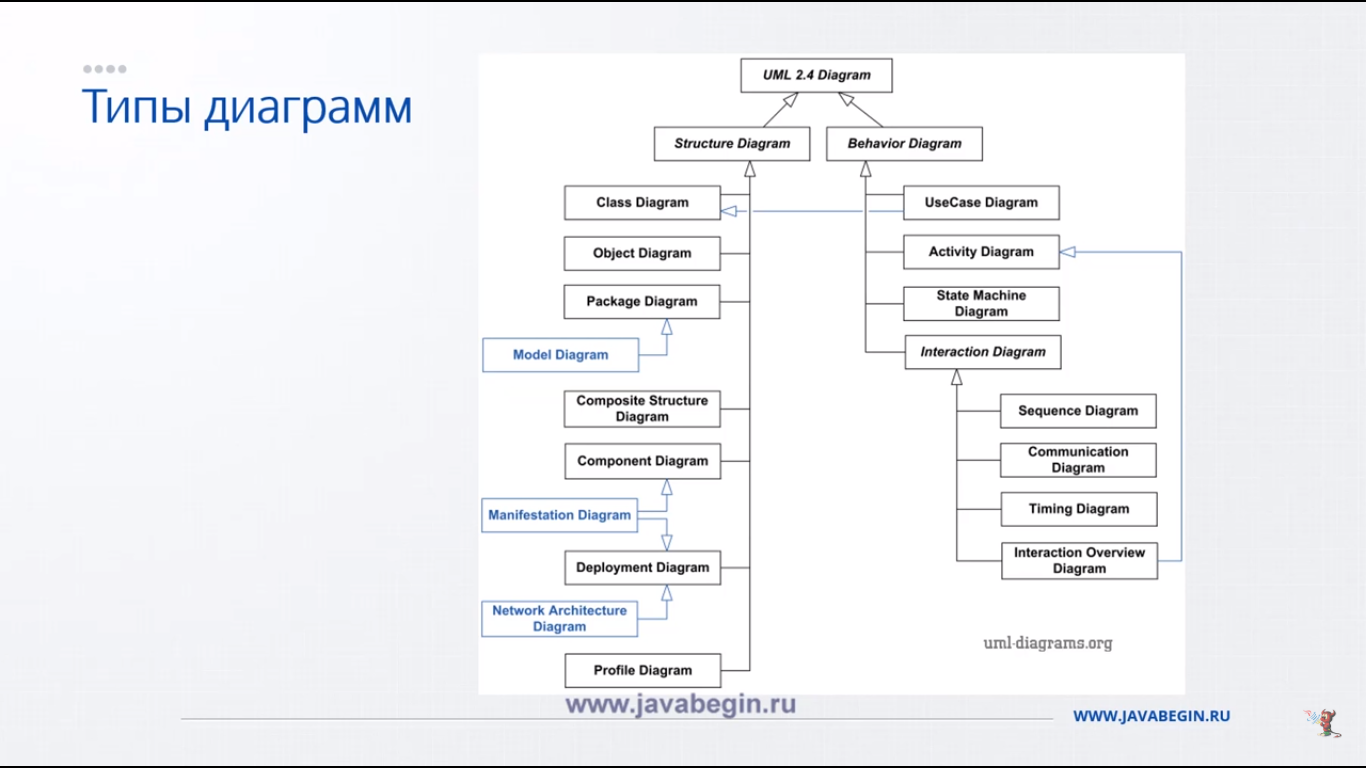 Типы диаграмм
UML 2.4 Diagram
Structure Diagram
Behavior Diagram
Class Diagram
UseCase Diagram
Object Diagram
Activity Diagram
Package Diagram
State Machine
Diagram
Model Diagram
Interaction Diagram
Composite Structure
Diagram
Sequence Diagram
Component Diagram
Communication
Diagram
Manifestation Diagram
Timing Diagram
Deployment Diagram
Interaction Overview
Diagram
Network Architecture
Diagram
uml-diagrams.org
Profile Diagram
www.javabegin.ru
WWW.JAVABEGIN.RU